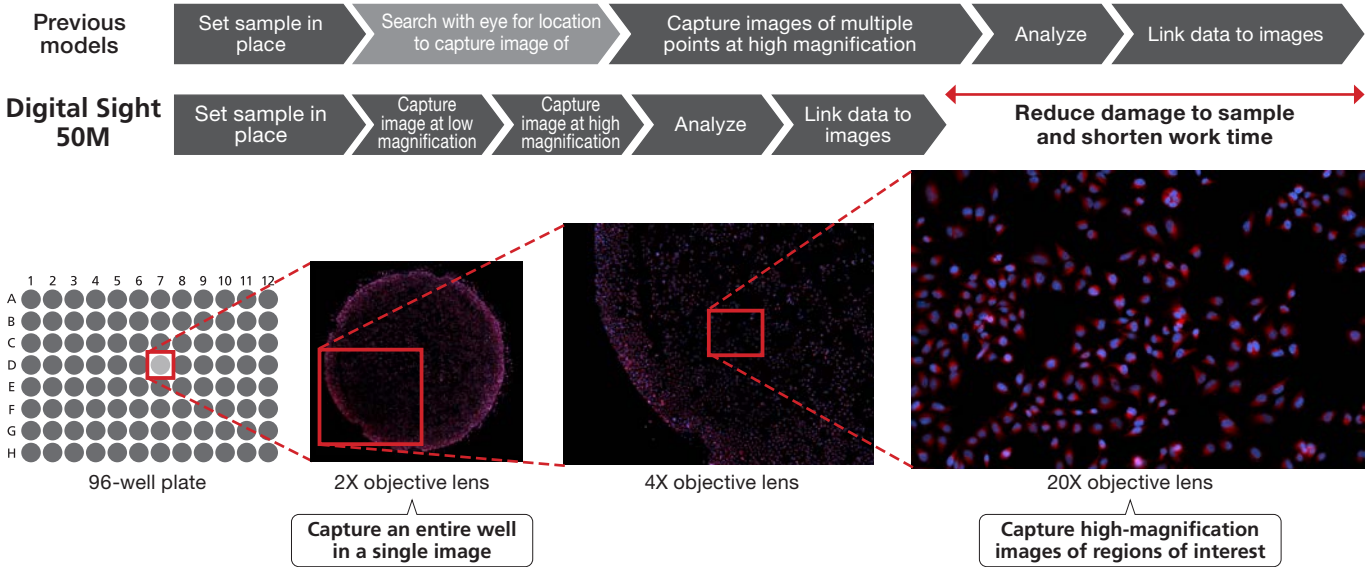 Previous
models
Set sample in
place
Search with eye for location
to capture image of
Capture images of multiple
points at high magnification
Analyze
Link data to images
Digital Sight
50M
Set sample in
place
Capture
image at low
magnification
Capture
image at high
magnification
Analyze
Link data to
images
Reduce damage to sample
and shorten work time
1 2 3 4 5 6 7 8 9 10 11 12
A
B
C
D
E
F
G
H
96-well plate
2X objective lens
4X objective lens
20X objective lens
Capture an entire well
in a single image
Capture high-magnification
images of regions of interest